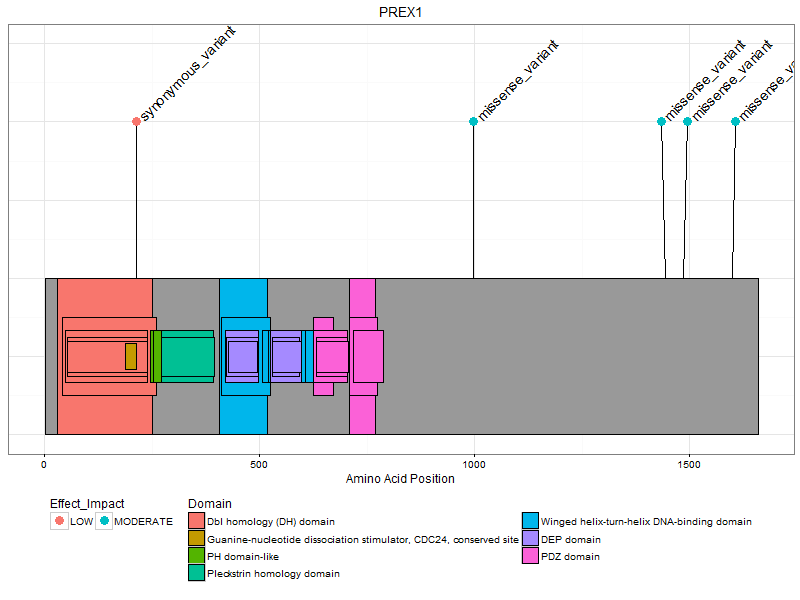 PREX1
synonymous_variant
missense_variant
missense_variant
missense_variant
missense_va
0 500 1000 1500
Amino Acid Position
Effect_Impact
LOW MODERATE
Domain
Dbl homology (DH) domain
Guanine-nucleotide dissociation stimulator, CDC24, conserved site
PH domain-like
Pleckstrin homology domain
Winged helix-turn-helix DNA-binding domain
DEP domain
PDZ domain